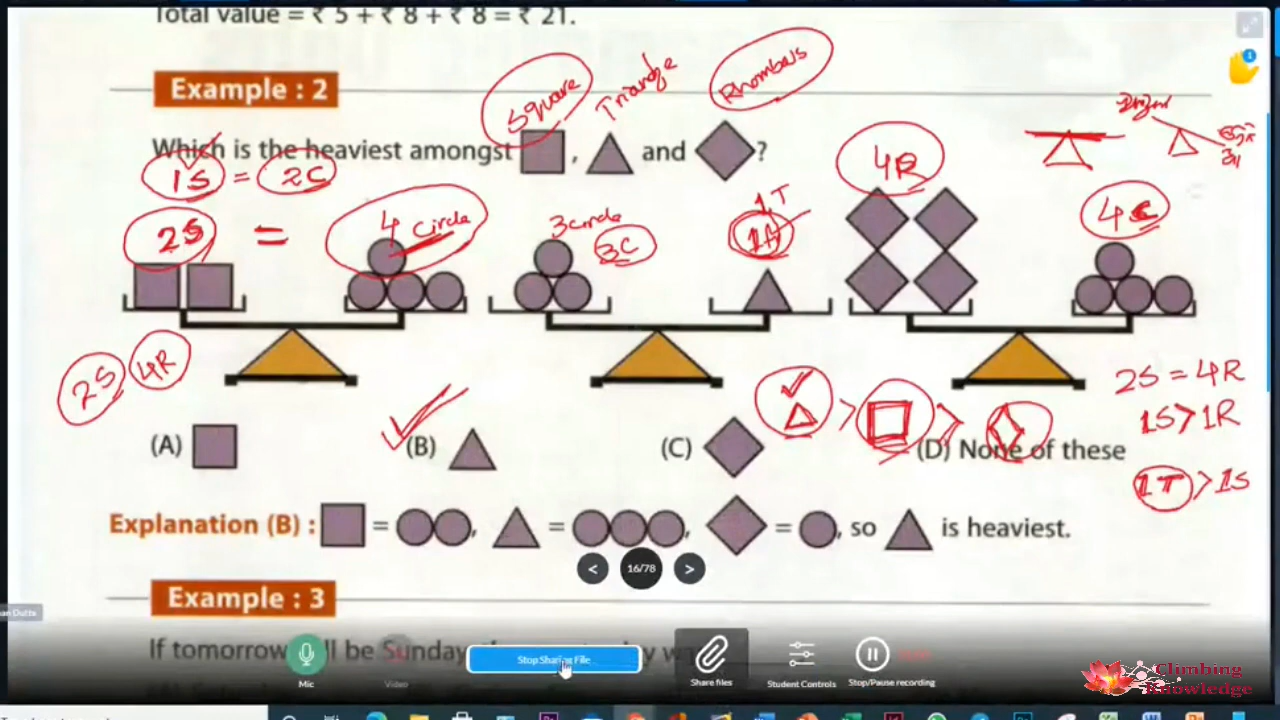 Total value = ₹ 5 + ₹ 8 + ₹ 8 = ₹ 21.
Example : 2
Square Triangle Rhombus
Which is the heaviest amongst , and ?
1S = 2C
4R
2S = 4 Circle
3 circle
3C
1T
4C
2S 4R
2S = 4R
1S > 1R
1T > 1S
(A) (B) (C) (D) None of these
Explanation (B) : = , = , = , so is heaviest.
< 16/78 >
Example : 3
If tomorrow
Sunday
Stop Sharing File
Mic
Video
Share files
Student Controls
Stop/Pause recording
Climbing
Knowledge
1